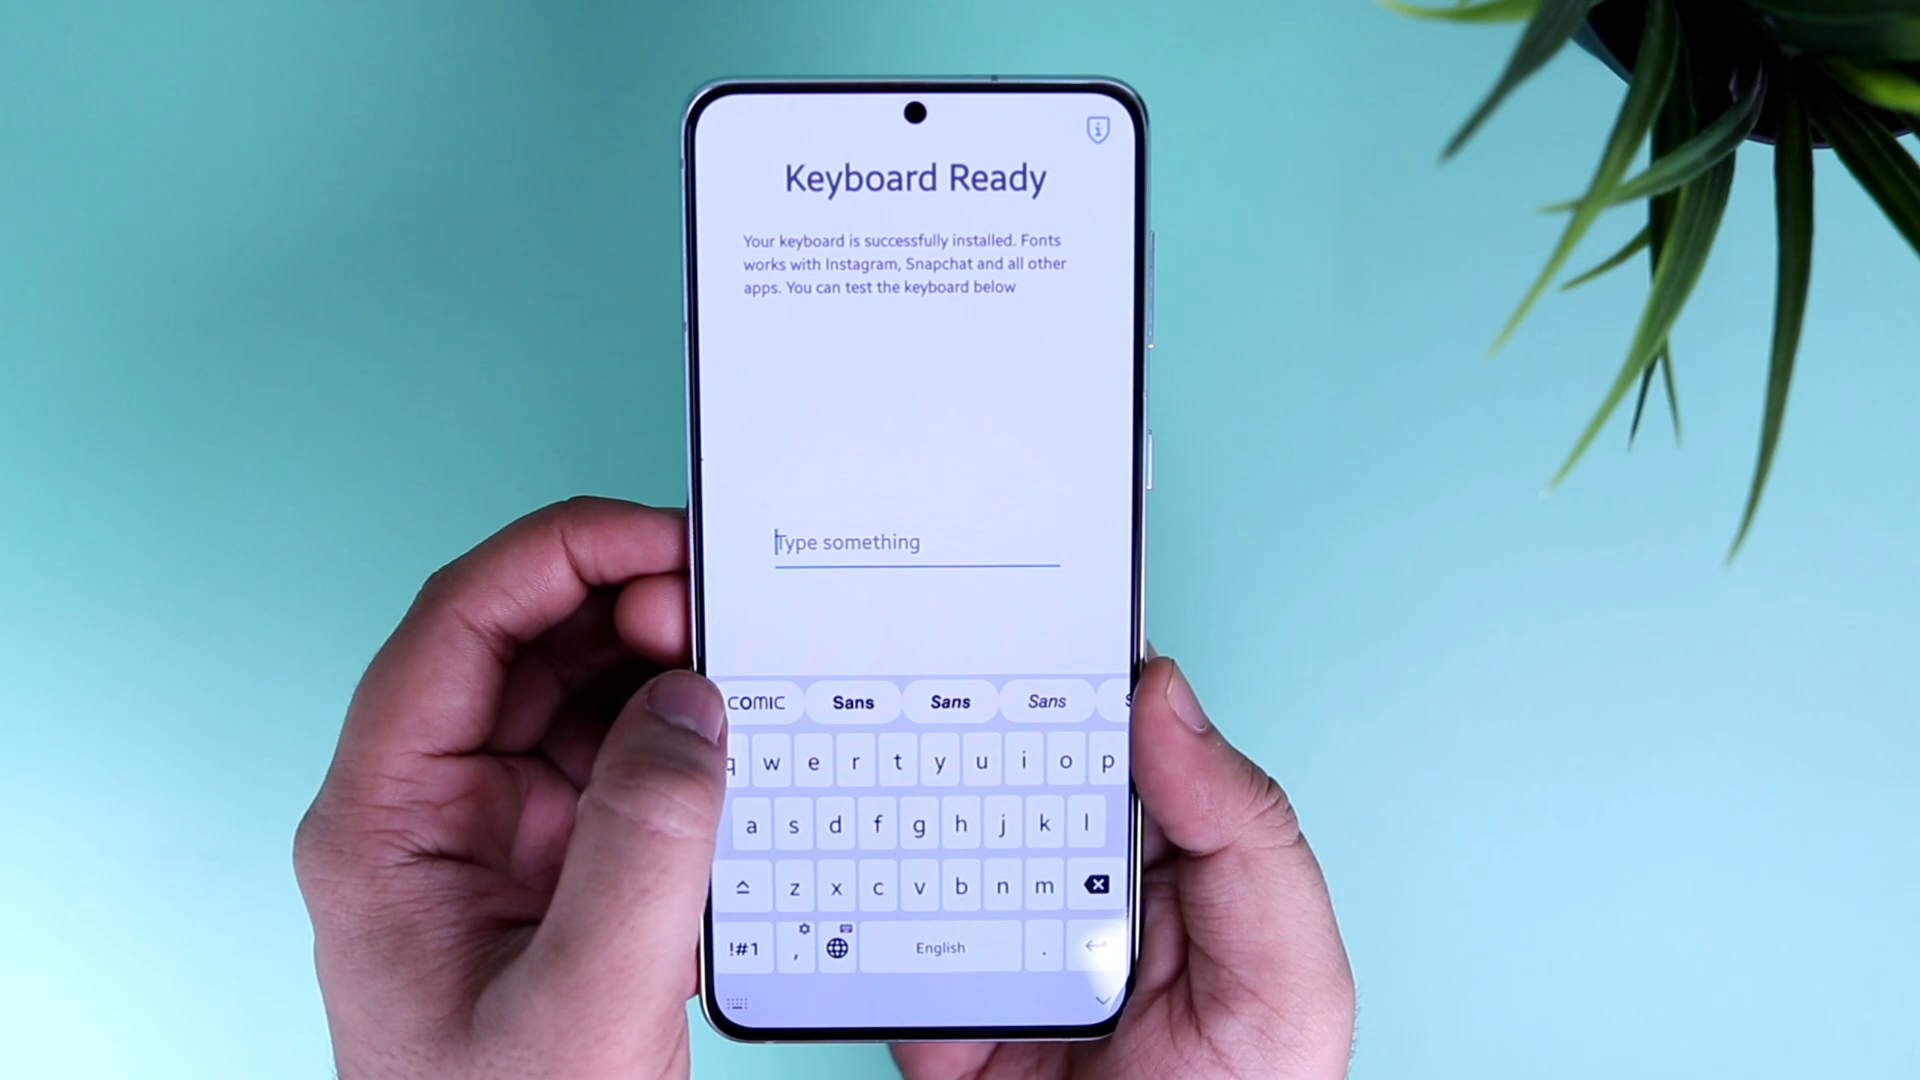 Keyboard Ready
Your keyboard is successfully installed. Fonts
works with Instagram, Snapchat and all other
apps. You can test the keyboard below
Type something
COMIC Sans Sans Sans
q w e r t y u i o p
a s d f g h j k l
z x c v b n m
!#1 , English .